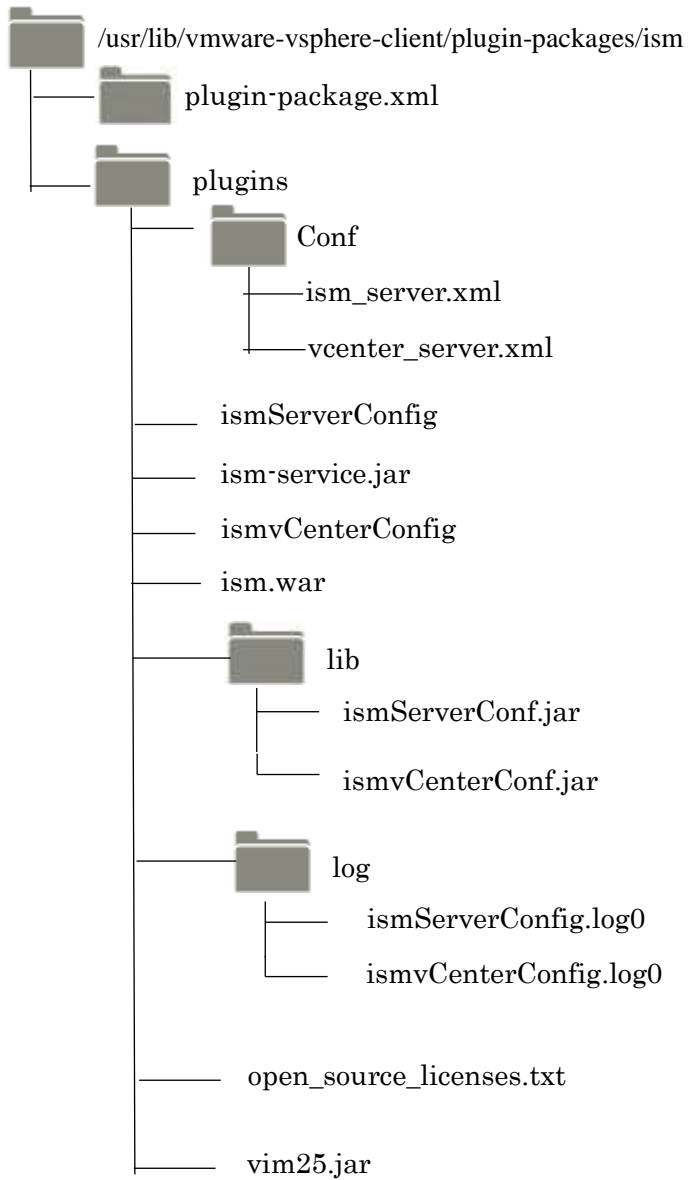 /usr/lib/vmware-vsphere-client/plugin-packages/ism
plugin-package.xml
plugins
Conf
ism_server.xml
vcenter_server.xml
ismServerConfig
ism-service.jar
ismvCenterConfig
ism.war
lib
ismServerConf.jar
ismvCenterConf.jar
log
ismServerConfig.log0
ismvCenterConfig.log0
open_source_licenses.txt
vim25.jar